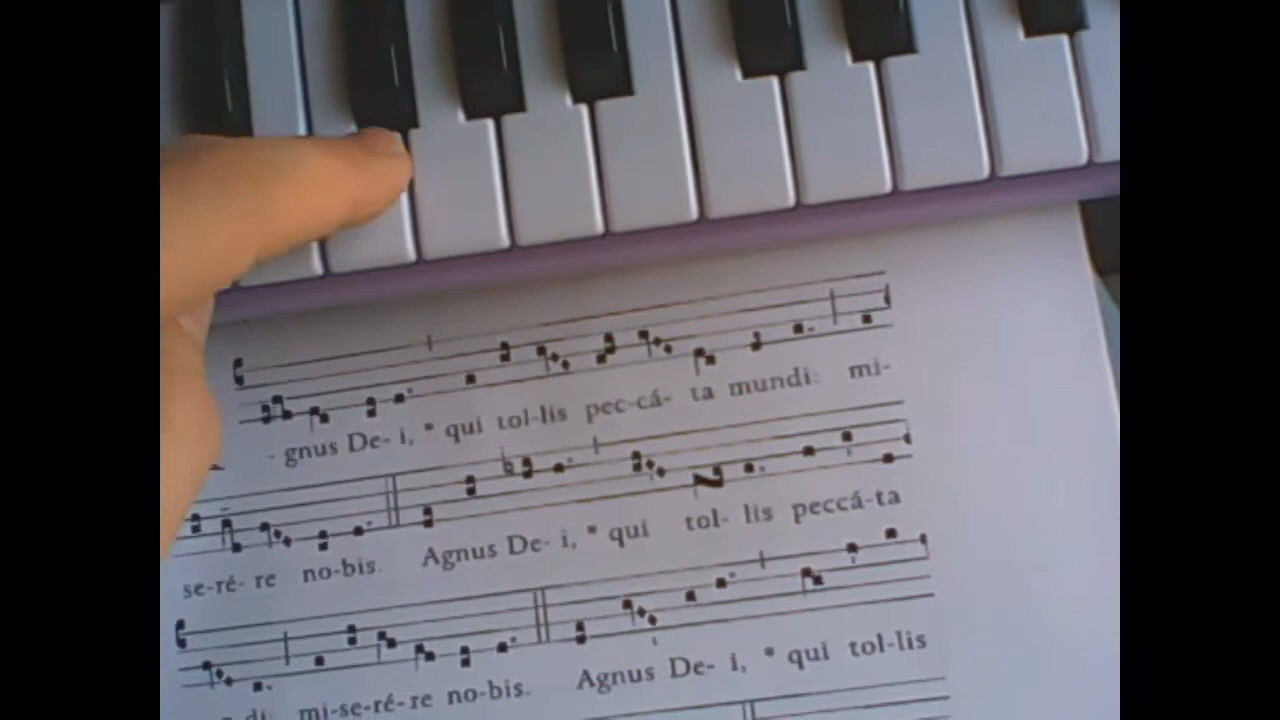 gnus De- i, * qui tol-lis pec-cá- ta mundi: mi-
se-ré- re no-bis. Agnus De- i, * qui tol- lis peccá-ta
di: mi-se-ré-re no-bis. Agnus De- i, * qui tol-lis